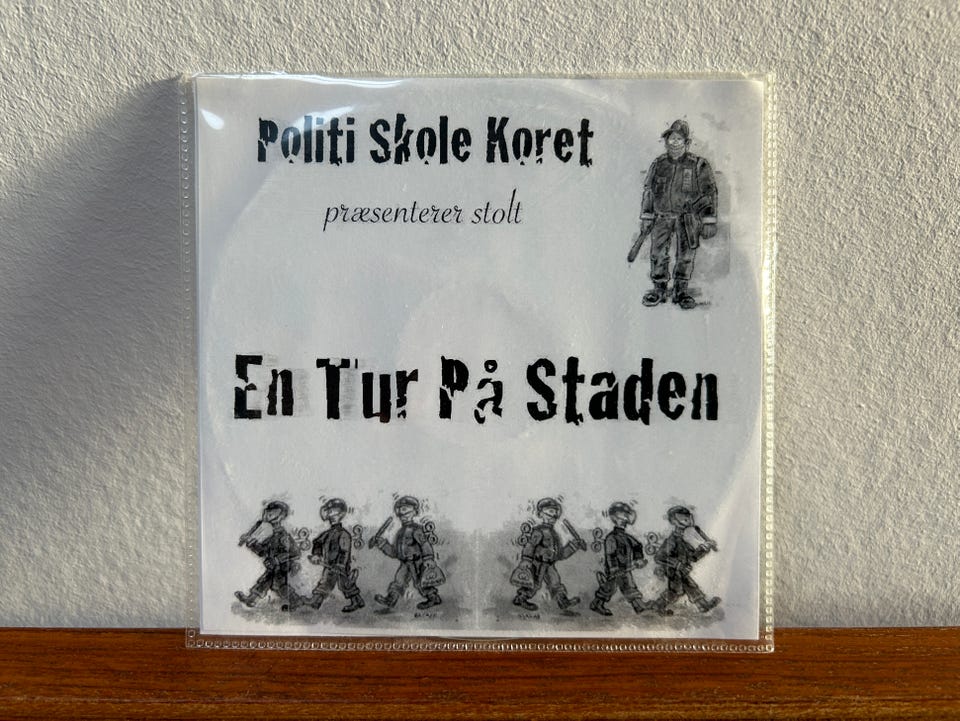 Politi Skole Koret
præsenterer stolt
En Tur På Staden